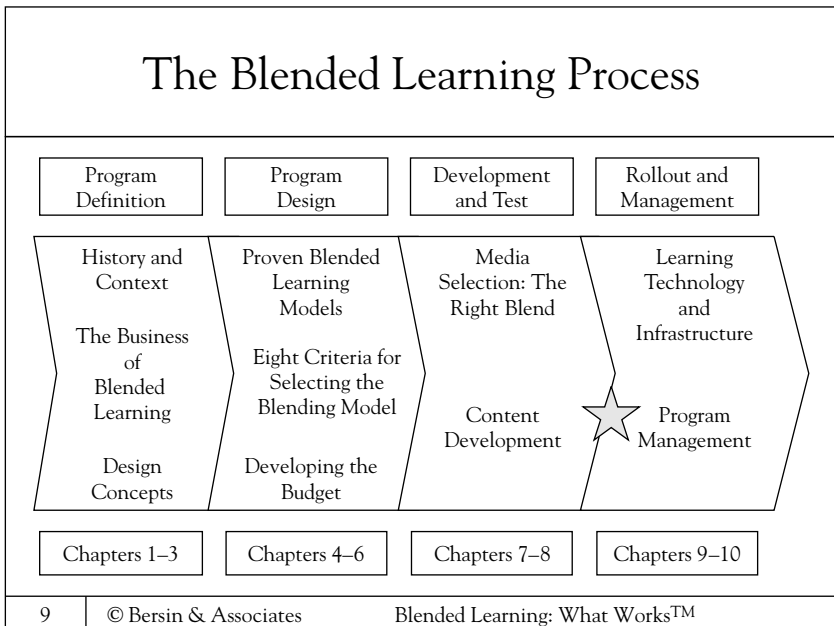 The Blended Learning Process
Program
Definition
Program
Design
Development
and Test
Rollout and
Management
History and
Context
The Business
of
Blended
Learning
Design
Concepts
Proven Blended
Learning
Models
Eight Criteria for
Selecting the
Blending Model
Developing the
Budget
Media
Selection: The
Right Blend
Content
Development
Learning
Technology
and
Infrastructure
Program
Management
Chapters 1–3
Chapters 4–6
Chapters 7–8
Chapters 9–10
9 © Bersin & Associates Blended Learning: What Works™